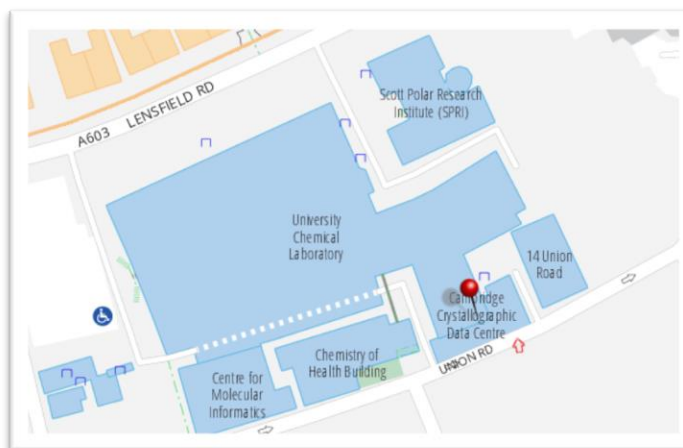 A603 LENSFIELD RD
Scott Polar Research
Institute (SPRI)
University
Chemical
Laboratory
14 Union
Road
Cambridge
Crystallographic
Data Centre
UNION RD
Chemistry of
Health Building
Centre for
Molecular
Informatics